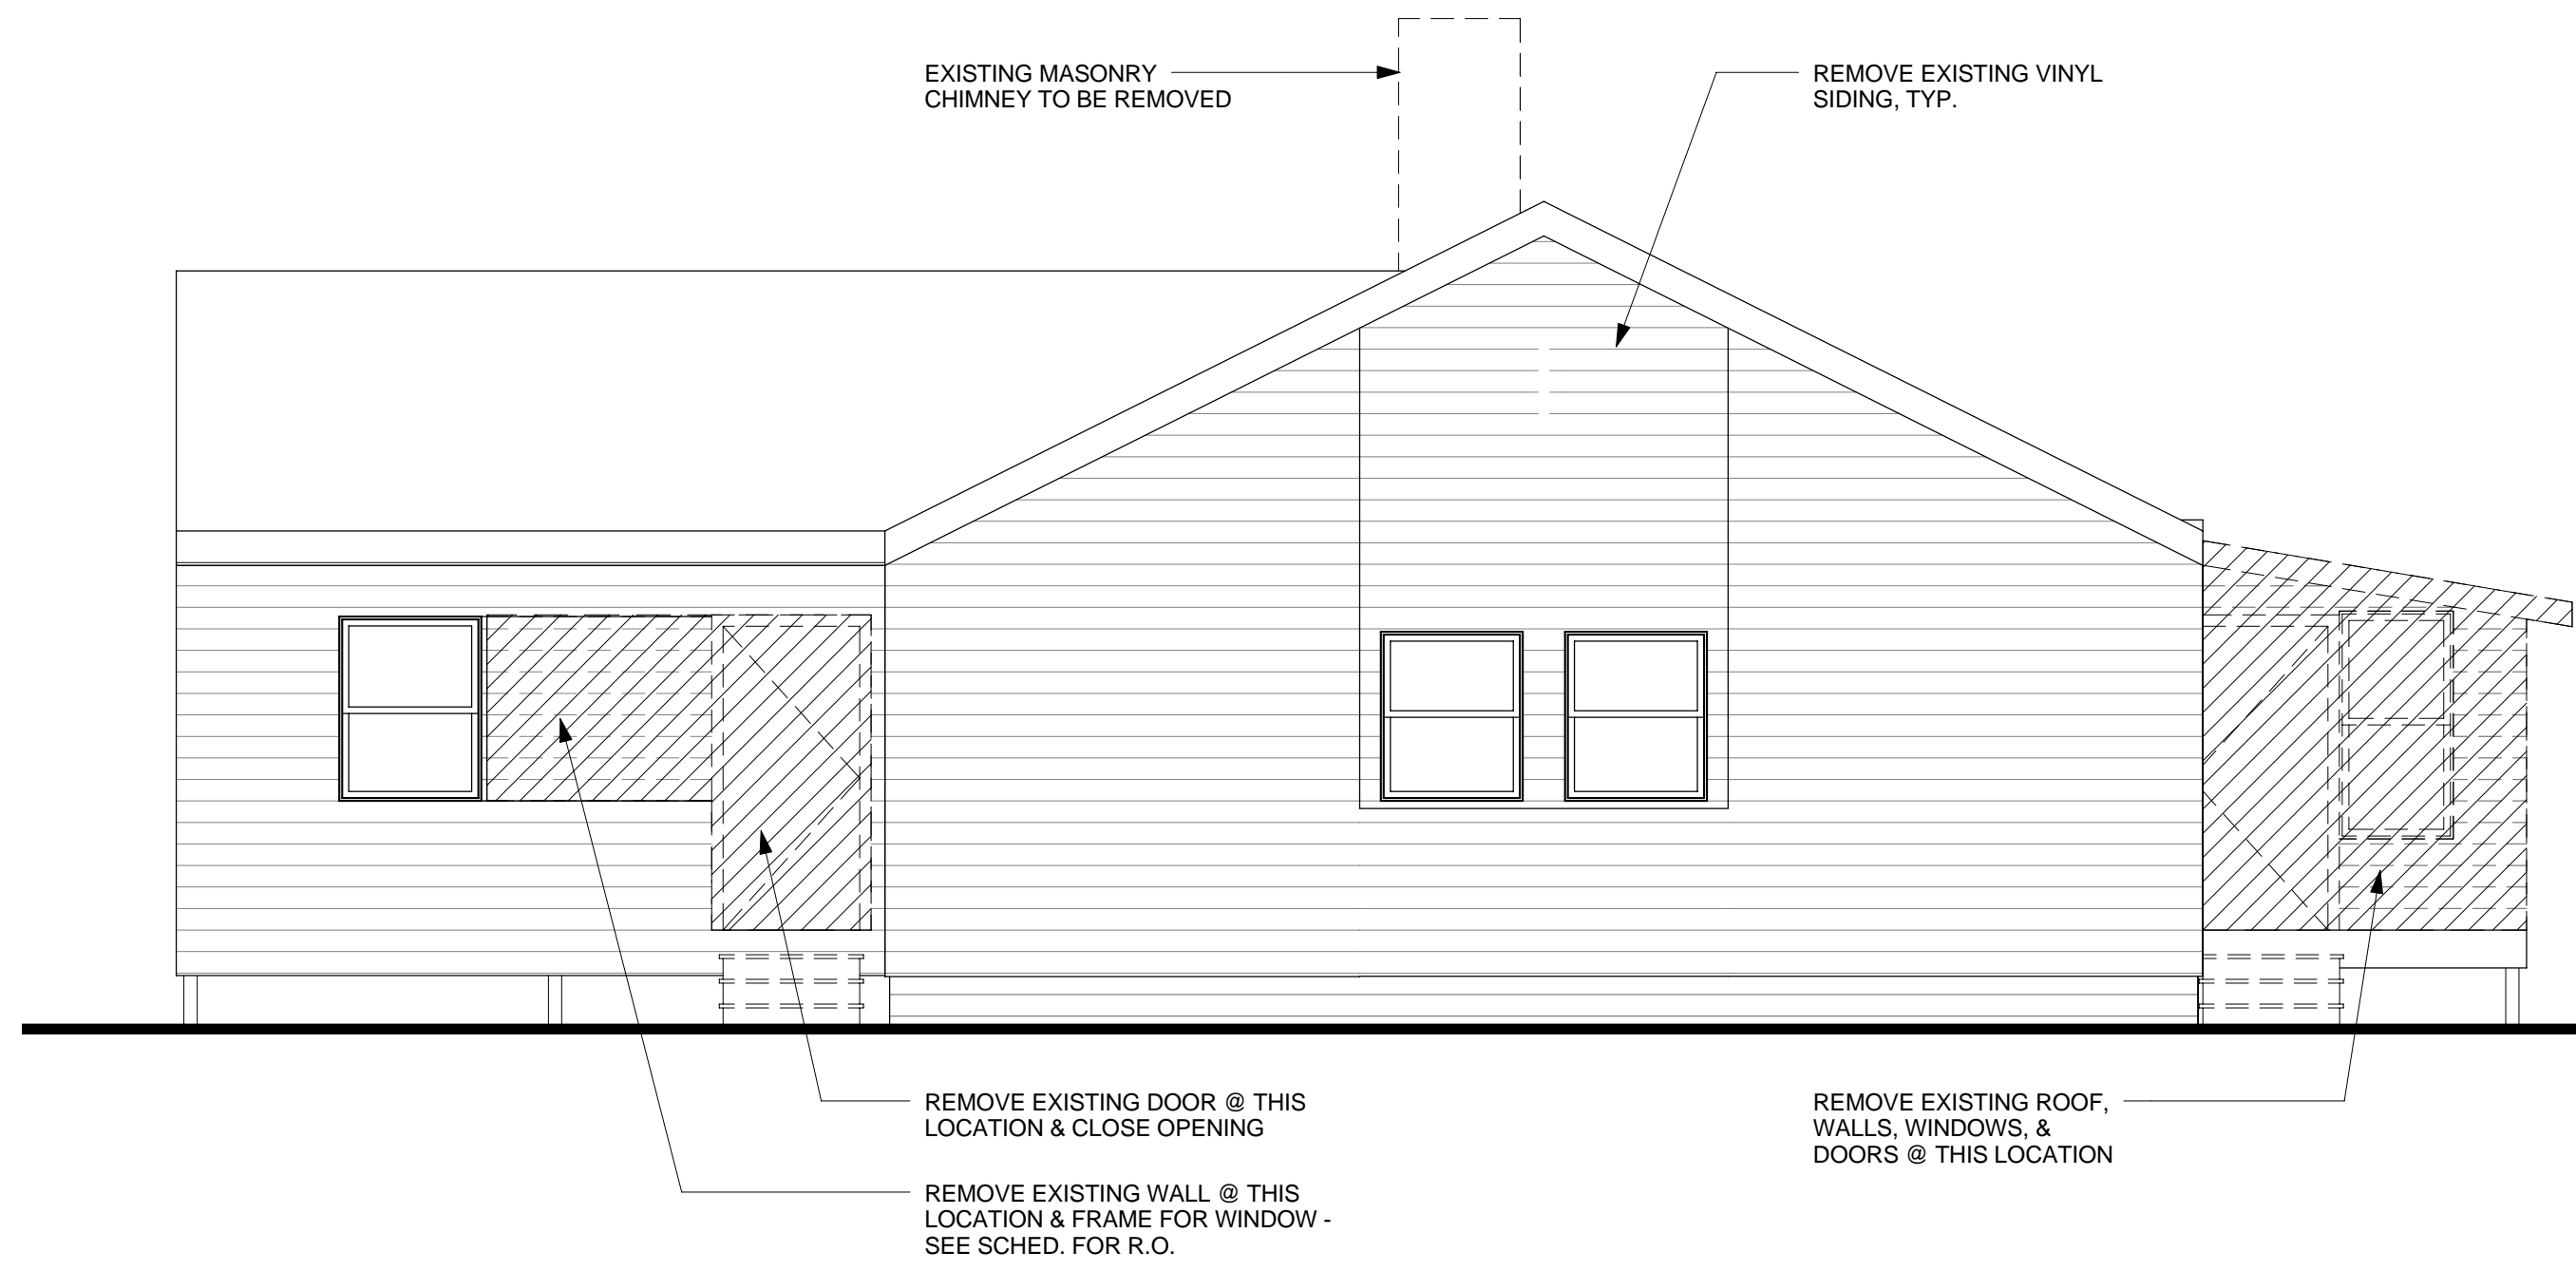 EXISTING MASONRY
CHIMNEY TO BE REMOVED
REMOVE EXISTING VINYL
SIDING, TYP.
REMOVE EXISTING DOOR @ THIS
LOCATION & CLOSE OPENING
REMOVE EXISTING WALL @ THIS
LOCATION & FRAME FOR WINDOW -
SEE SCHED. FOR R.O.
REMOVE EXISTING ROOF,
WALLS, WINDOWS, &
DOORS @ THIS LOCATION